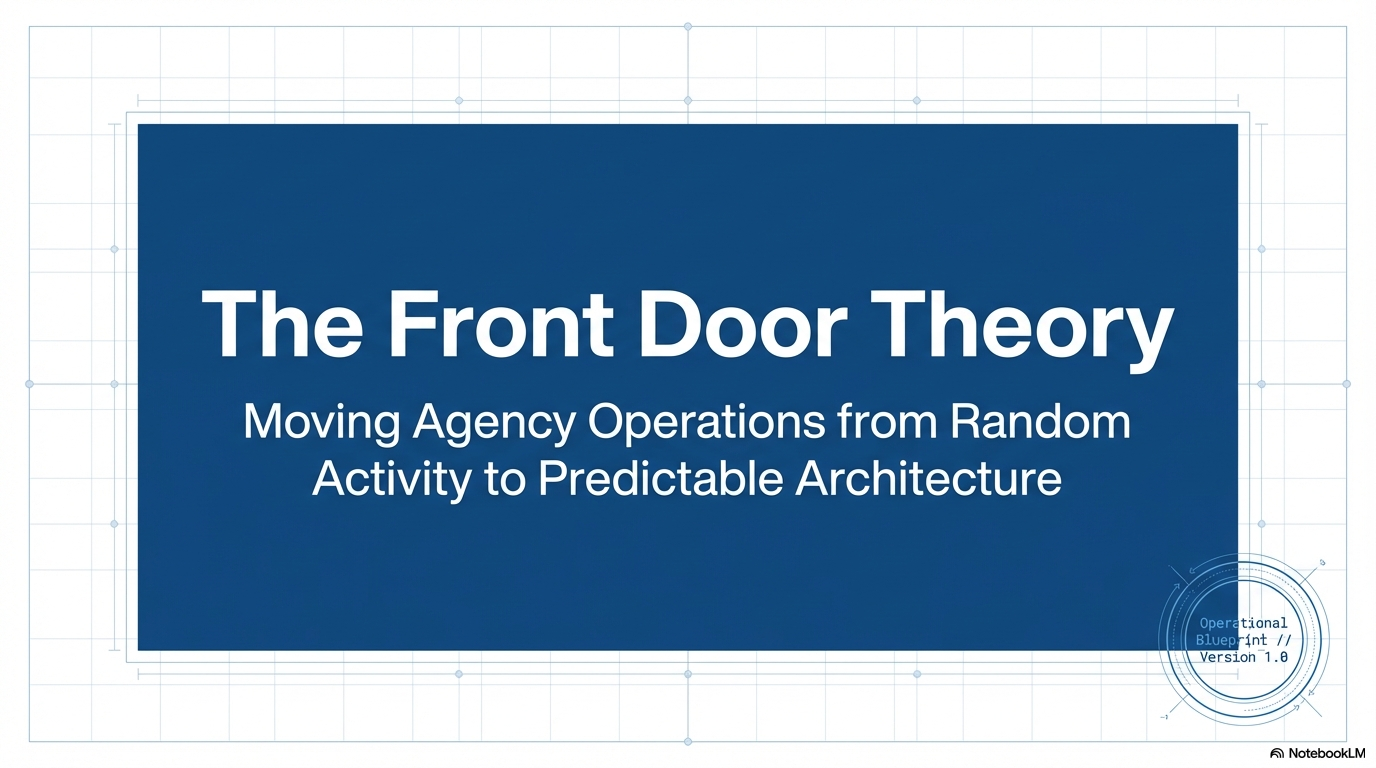 The Front Door Theory
Moving Agency Operations from Random
Activity to Predictable Architecture
Operational
Blueprint //
Version 1.0
NotebookLM